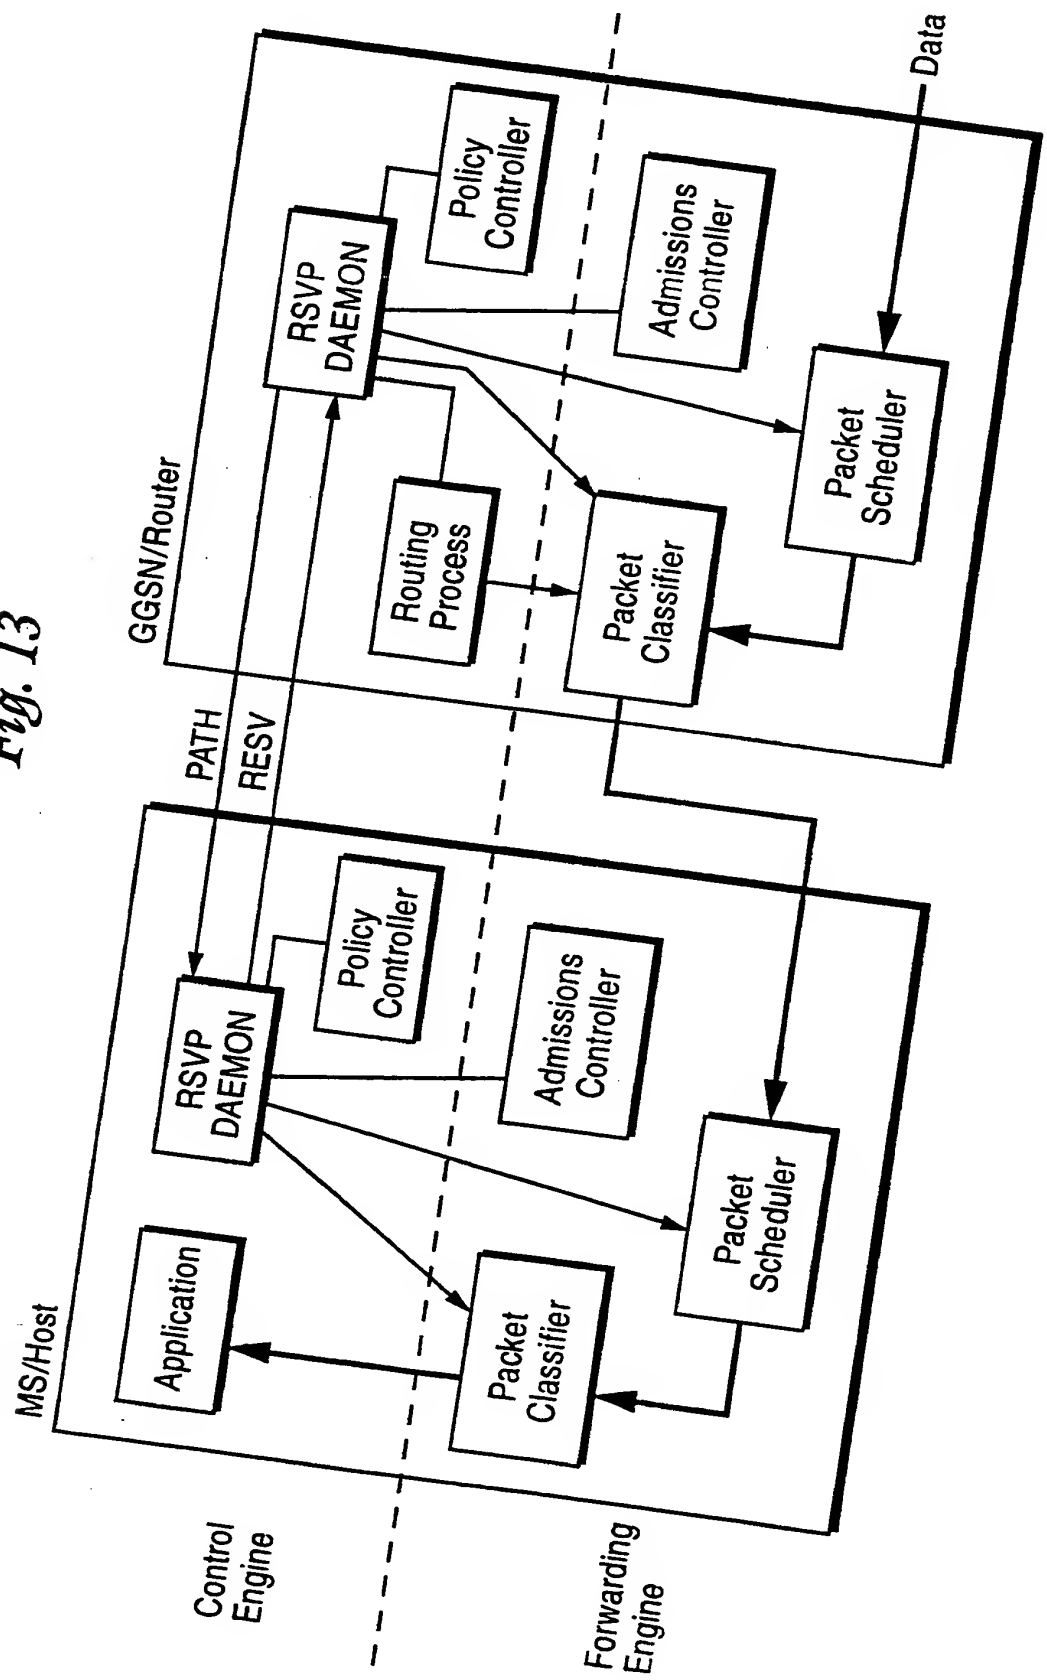 Fig. 13
MS/Host
GGSN/Router
Control
Engine
Application
RSVP
DAEMON
Policy
Controller
PATH
RESV
RSVP
DAEMON
Policy
Controller
Routing
Process
Forwarding
Engine
Packet
Classifier
Admissions
Controller
Packet
Scheduler
Packet
Classifier
Admissions
Controller
Packet
Scheduler
Data